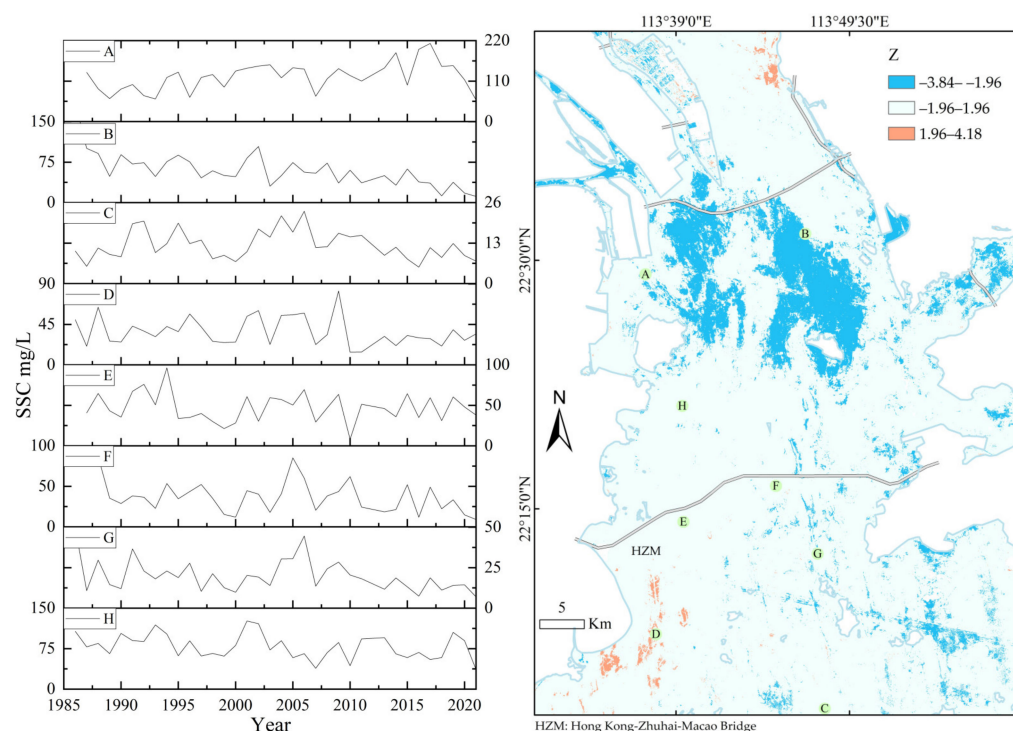 SSC mg/L
A
220
110
0
B
150
75
0
C
26
13
0
D
90
45
0
E
100
50
0
F
100
50
0
G
50
25
0
H
150
75
0
1985 1990 1995 2000 2005 2010 2015 2020
Year
113°39'0"E 113°49'30"E
22°30'0"N
22°15'0"N
Z
–3.84– –1.96
–1.96–1.96
1.96–4.18
B
A
H
F
E
HZM
G
D
C
N
5
Km
HZM: Hong Kong-Zhuhai-Macao Bridge